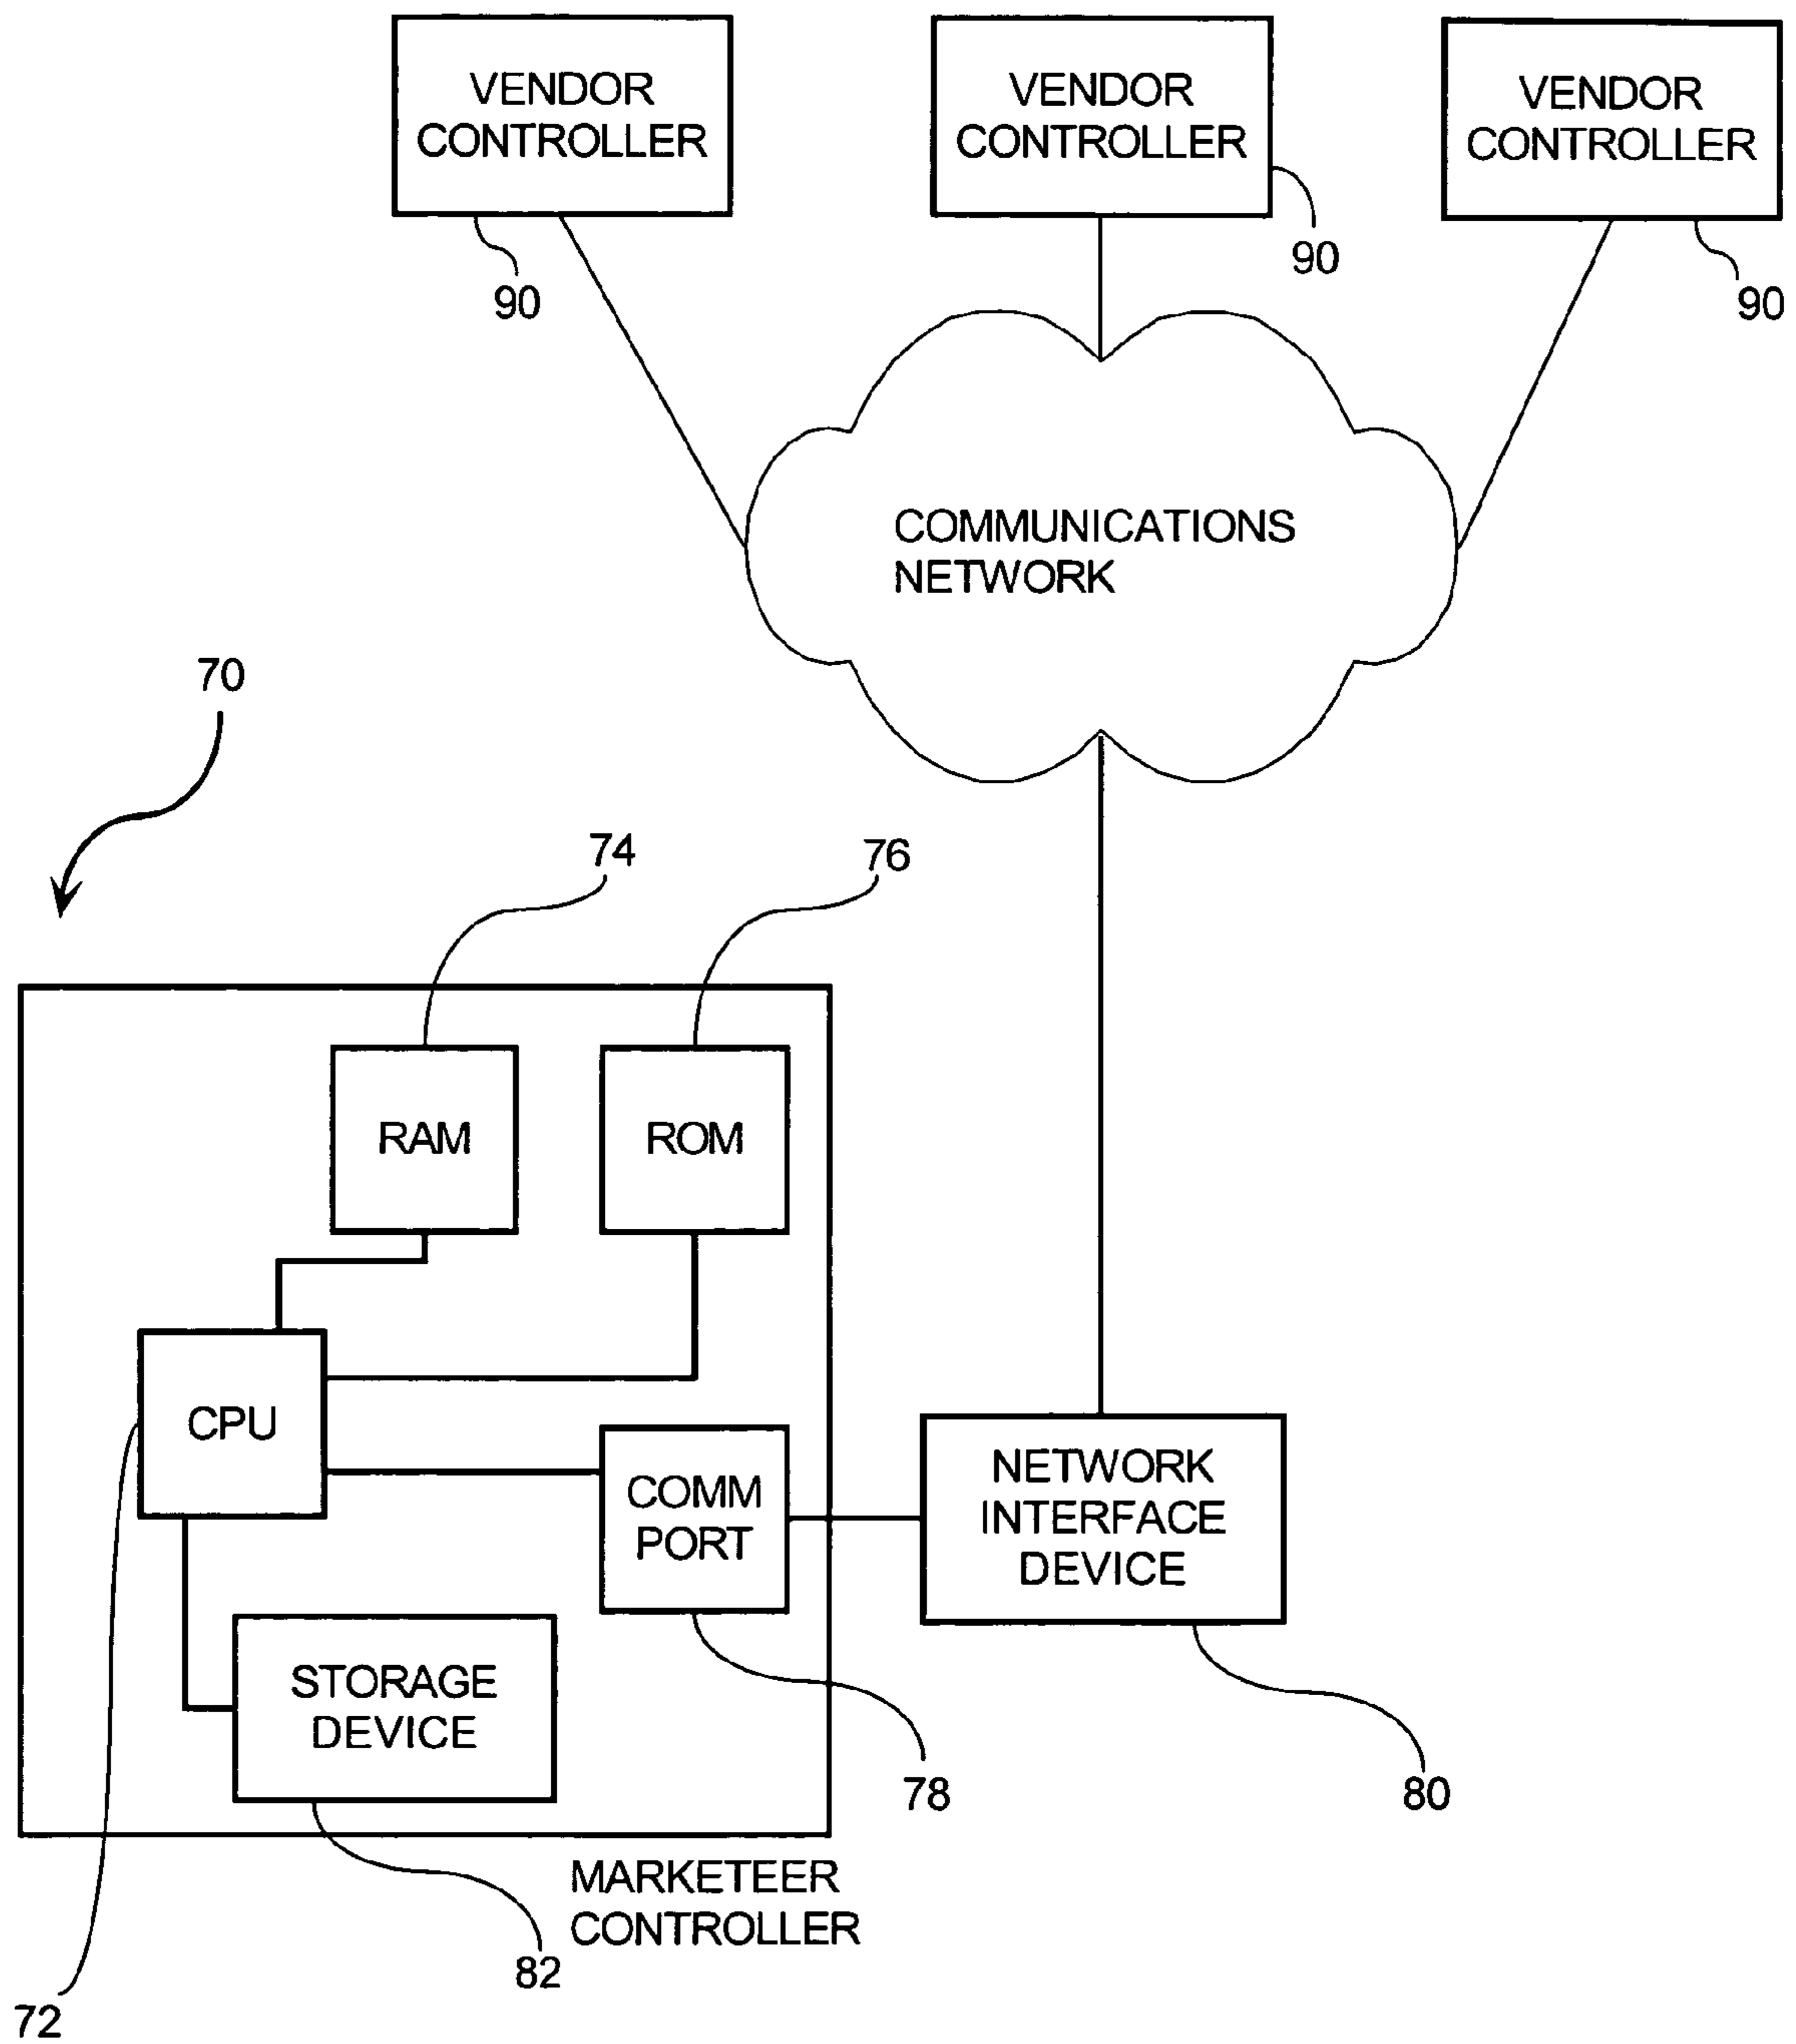 VENDOR
CONTROLLER
VENDOR
CONTROLLER
VENDOR
CONTROLLER
90
90
90
COMMUNICATIONS
NETWORK
70
74
76
RAM
ROM
CPU
COMM
PORT
NETWORK
INTERFACE
DEVICE
STORAGE
DEVICE
78
80
MARKETEER
CONTROLLER
82
72